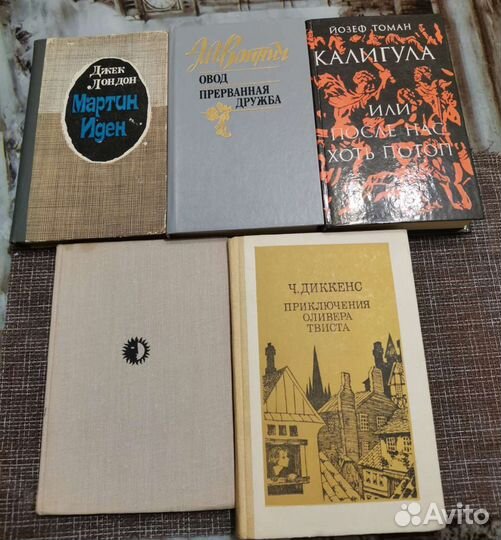 Джек
Лондон
Мартин
Иден
ОВОД
ПРЕРВАННАЯ
ДРУЖБА
ЙОЗЕФ ТОМАН
КАЛИГУЛА
ИЛИ
ПОСЛЕ НАС
ХОТЬ ПОТОП
Ч. ДИККЕНС
ПРИКЛЮЧЕНИЯ
ОЛИВЕРА
ТВИСТА
Avito